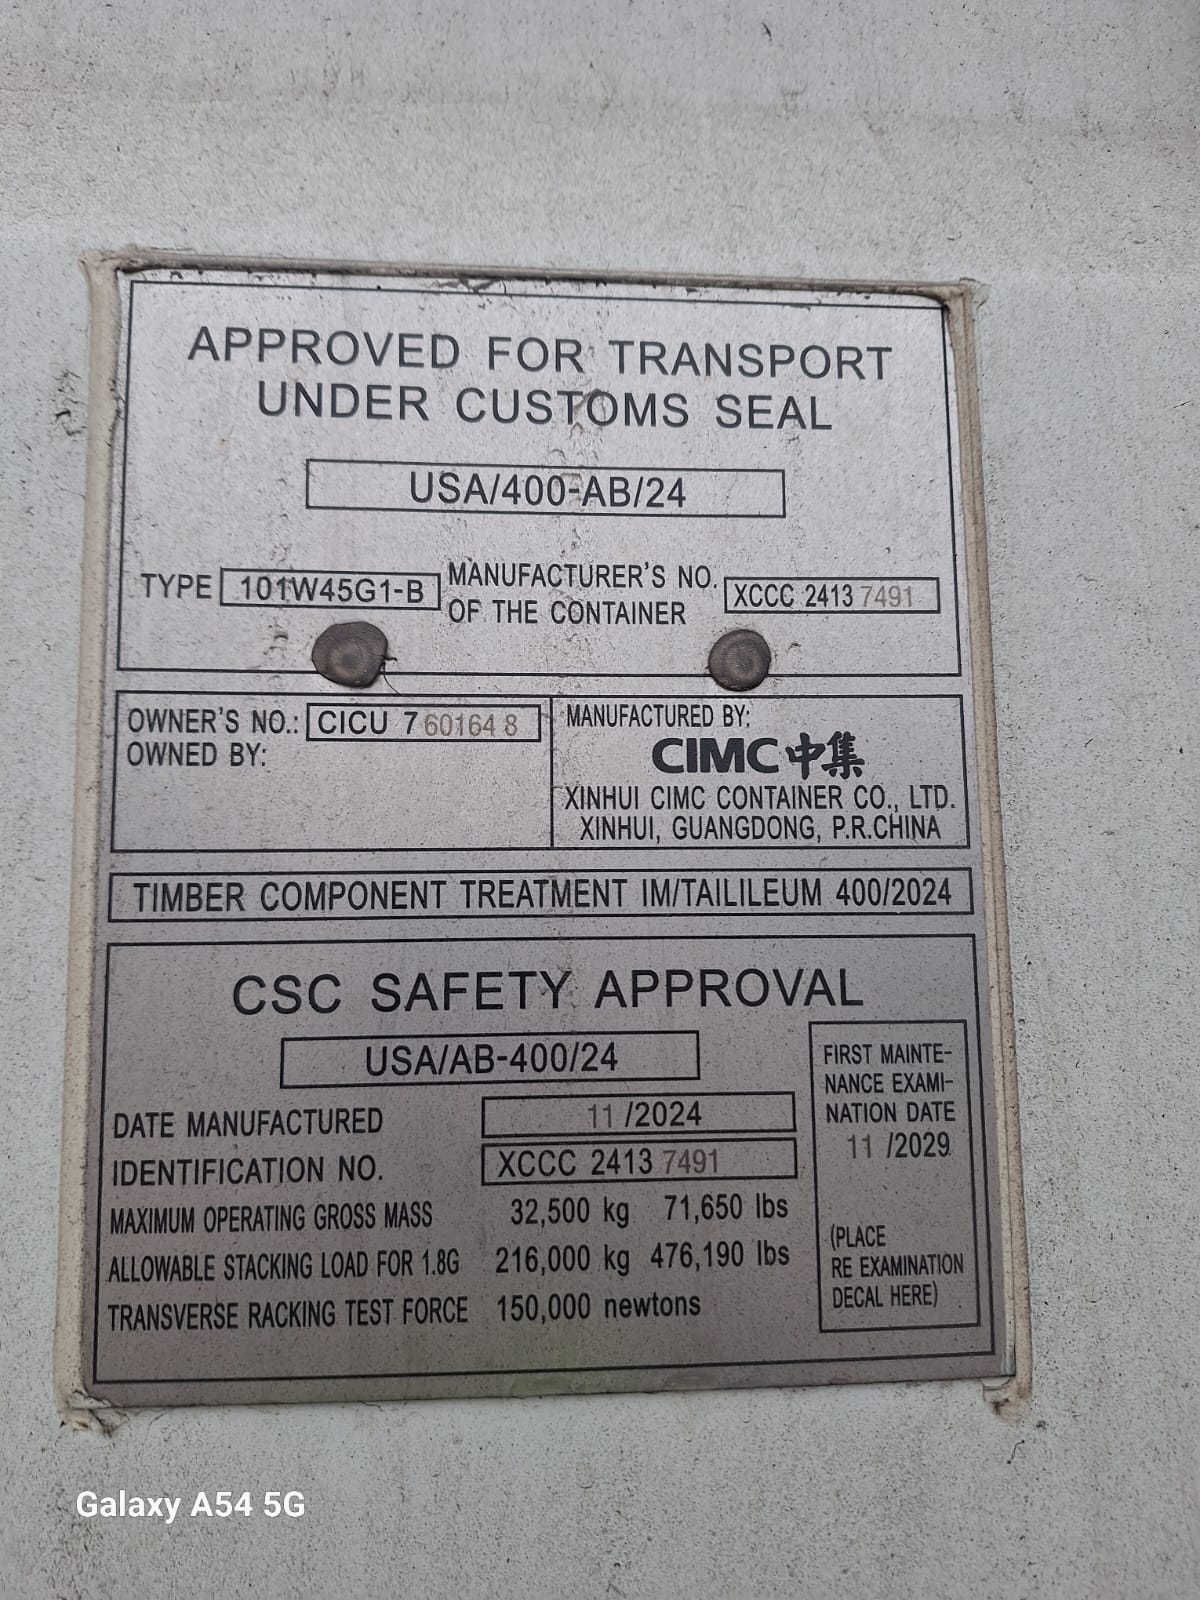 APPROVED FOR TRANSPORT
UNDER CUSTOMS SEAL
USA/400-AB/24
TYPE 101W45G1-B
MANUFACTURER'S NO.
OF THE CONTAINER
XCCC 2413 7491
OWNER'S NO.: CICU 7 60164 8
OWNED BY:
MANUFACTURED BY:
CIMC中集
XINHUI CIMC CONTAINER CO., LTD.
XINHUI, GUANGDONG, P.R.CHINA
TIMBER COMPONENT TREATMENT IM/TAILILEUM 400/2024
CSC SAFETY APPROVAL
USA/AB-400/24
DATE MANUFACTURED 11 /2024
IDENTIFICATION NO. XCCC 2413 7491
MAXIMUM OPERATING GROSS MASS 32,500 kg 71,650 lbs
ALLOWABLE STACKING LOAD FOR 1.8G 216,000 kg 476,190 lbs
TRANSVERSE RACKING TEST FORCE 150,000 newtons
FIRST MAINTE-
NANCE EXAMI-
NATION DATE
11 /2029
(PLACE
RE EXAMINATION
DECAL HERE)
Galaxy A54 5G